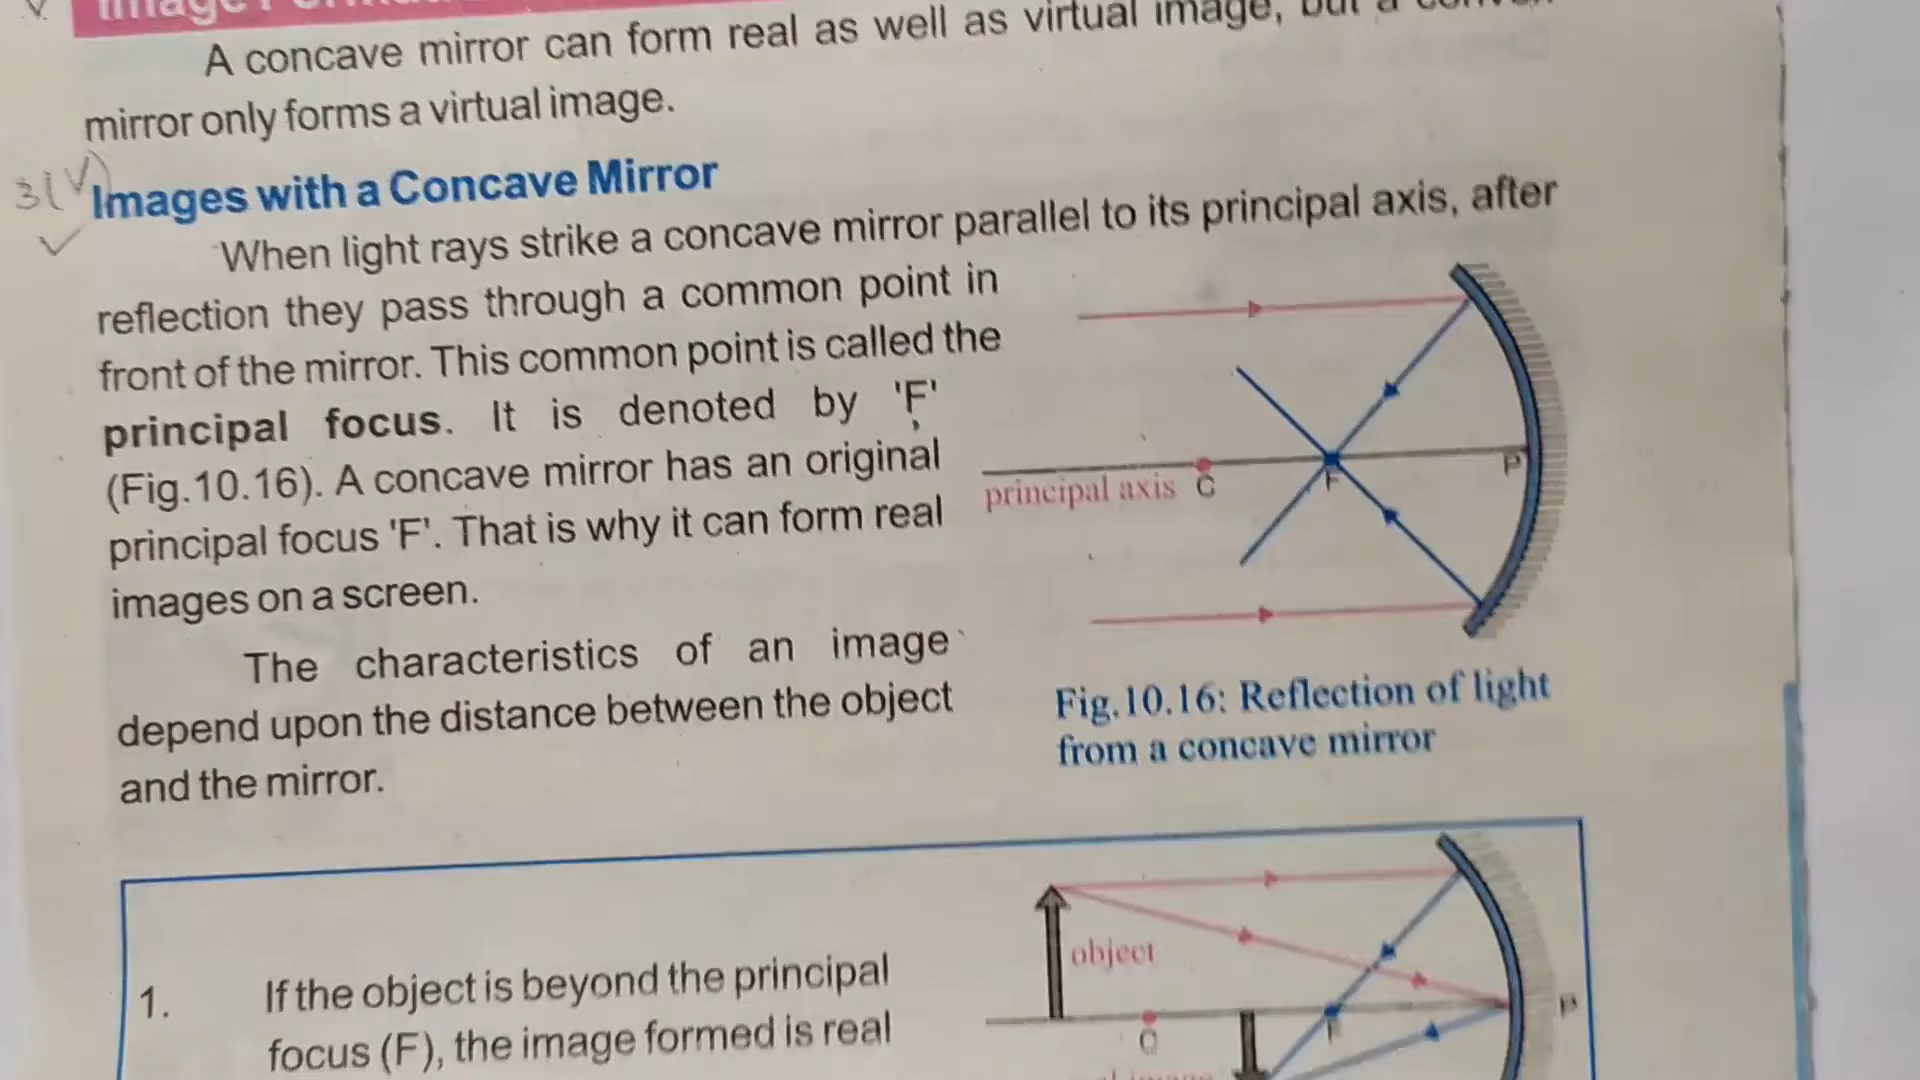 A concave mirror can form real as well as virtual image, but a
mirror only forms a virtual image.
3(V)
Images with a Concave Mirror
When light rays strike a concave mirror parallel to its principal axis, after
reflection they pass through a common point in
front of the mirror. This common point is called the
principal focus. It is denoted by 'F'
(Fig.10.16). A concave mirror has an original
principal focus 'F'. That is why it can form real
images on a screen.
The characteristics of an image
depend upon the distance between the object
and the mirror.
principal axis C F P
Fig.10.16: Reflection of light
from a concave mirror
1. If the object is beyond the principal
focus (F), the image formed is real
object
C F P